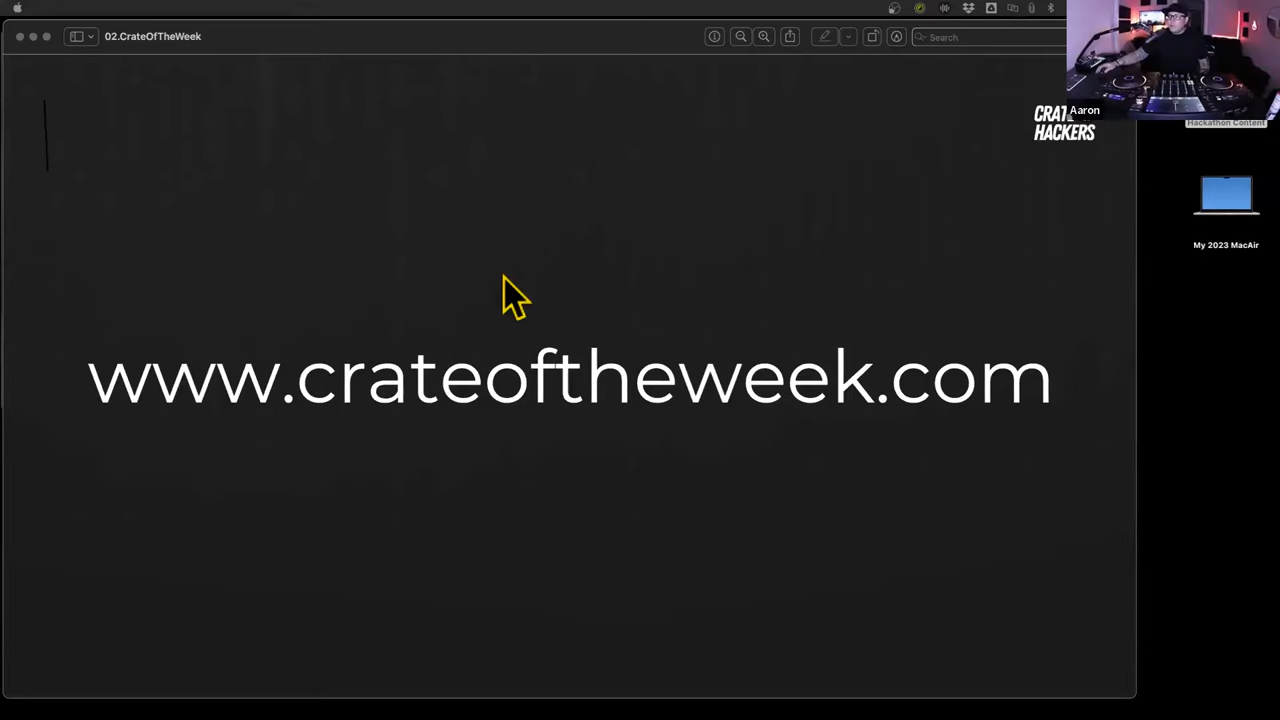 02.CrateOfTheWeek
Search
Aaron
CRATE
HACKERS
Hackathon Content
My 2023 MacAir
www.crateoftheweek.com